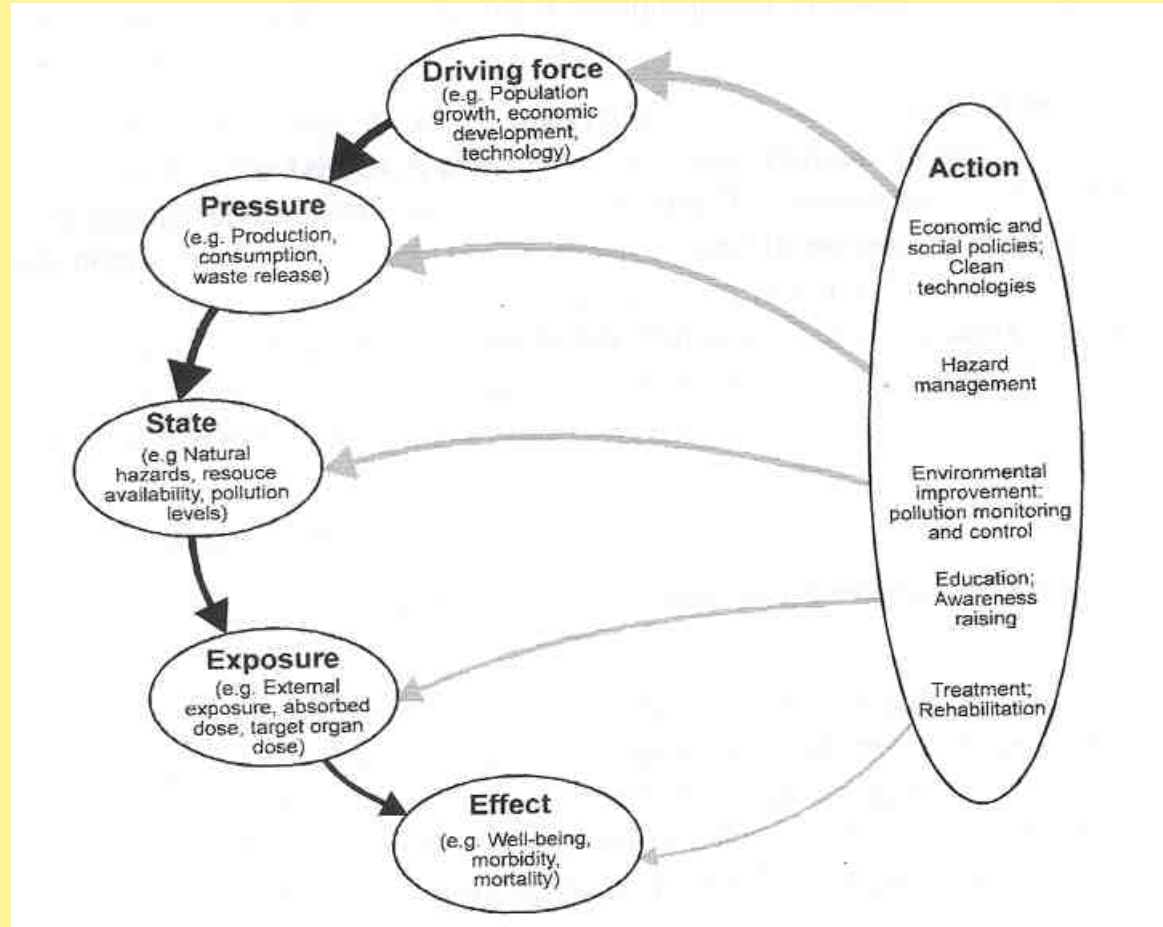 Driving force
(e.g. Population
growth, economic
development,
technology)
Pressure
(e.g. Production,
consumption,
waste release)
State
(e.g Natural
hazards, resouce
availability, pollution
levels)
Exposure
(e.g. External
exposure, absorbed
dose, target organ
dose)
Effect
(e.g. Well-being,
morbidity,
mortality)
Action
Economic and
social policies;
Clean
technologies
Hazard
management
Environmental
improvement:
pollution monitoring
and control
Education;
Awareness
raising
Treatment;
Rehabilitation